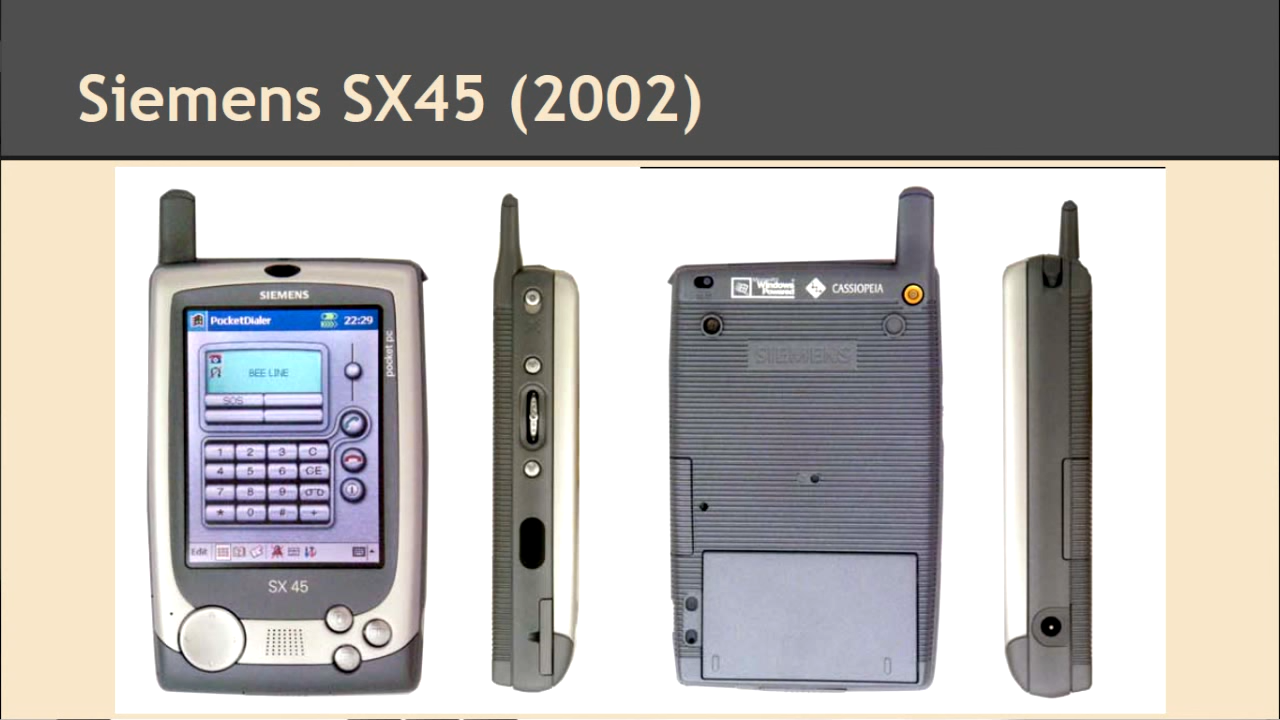 Siemens SX45 (2002)
SIEMENS
PocketDialer 22:29
pocket pc
BEE LINE
SOS
1 2 3 C
4 5 6 CE
7 8 9
* 0 # +
Edit
SX 45
Windows
Powered
CASSIOPEIA
SIEMENS